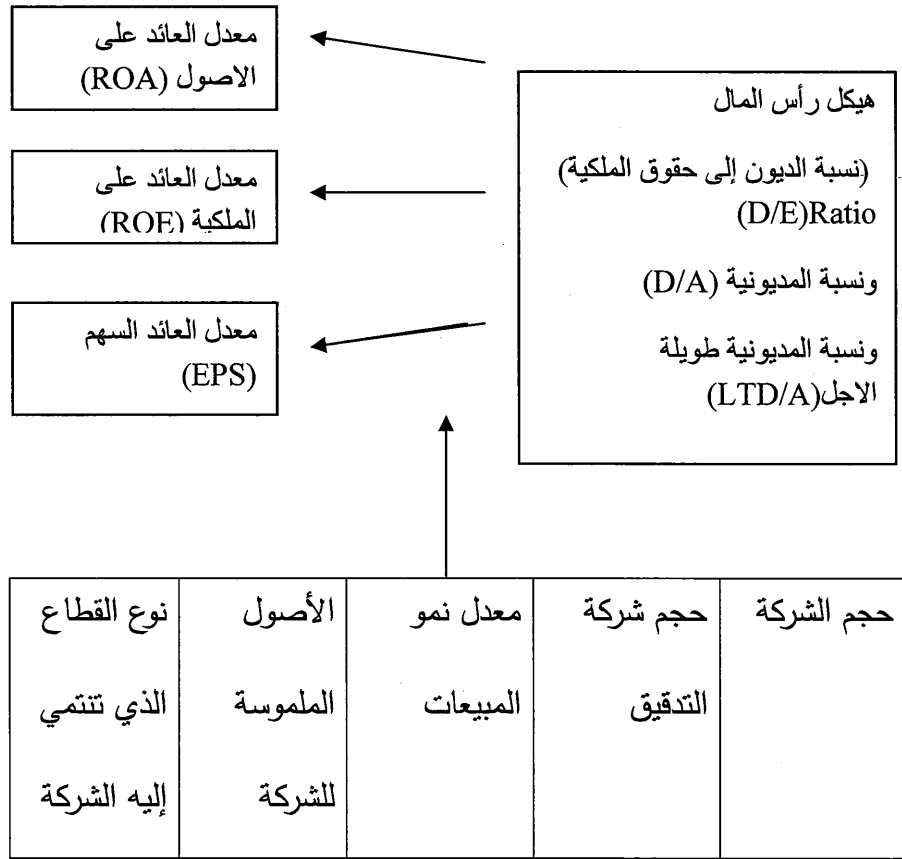 هيكل رأس المال
(نسبة الديون إلى حقوق الملكية)
(D/E)Ratio
ونسبة المديونية (D/A)
ونسبة المديونية طويلة
الاجل(LTD/A)
معدل العائد على
الاصول (ROA)
معدل العائد على
الملكية (ROE)
معدل العائد السهم
(EPS)
حجم الشركة
حجم شركة
التدقيق
معدل نمو
المبيعات
الأصول
الملموسة
للشركة
نوع القطاع
الذي تنتمي
إليه الشركة